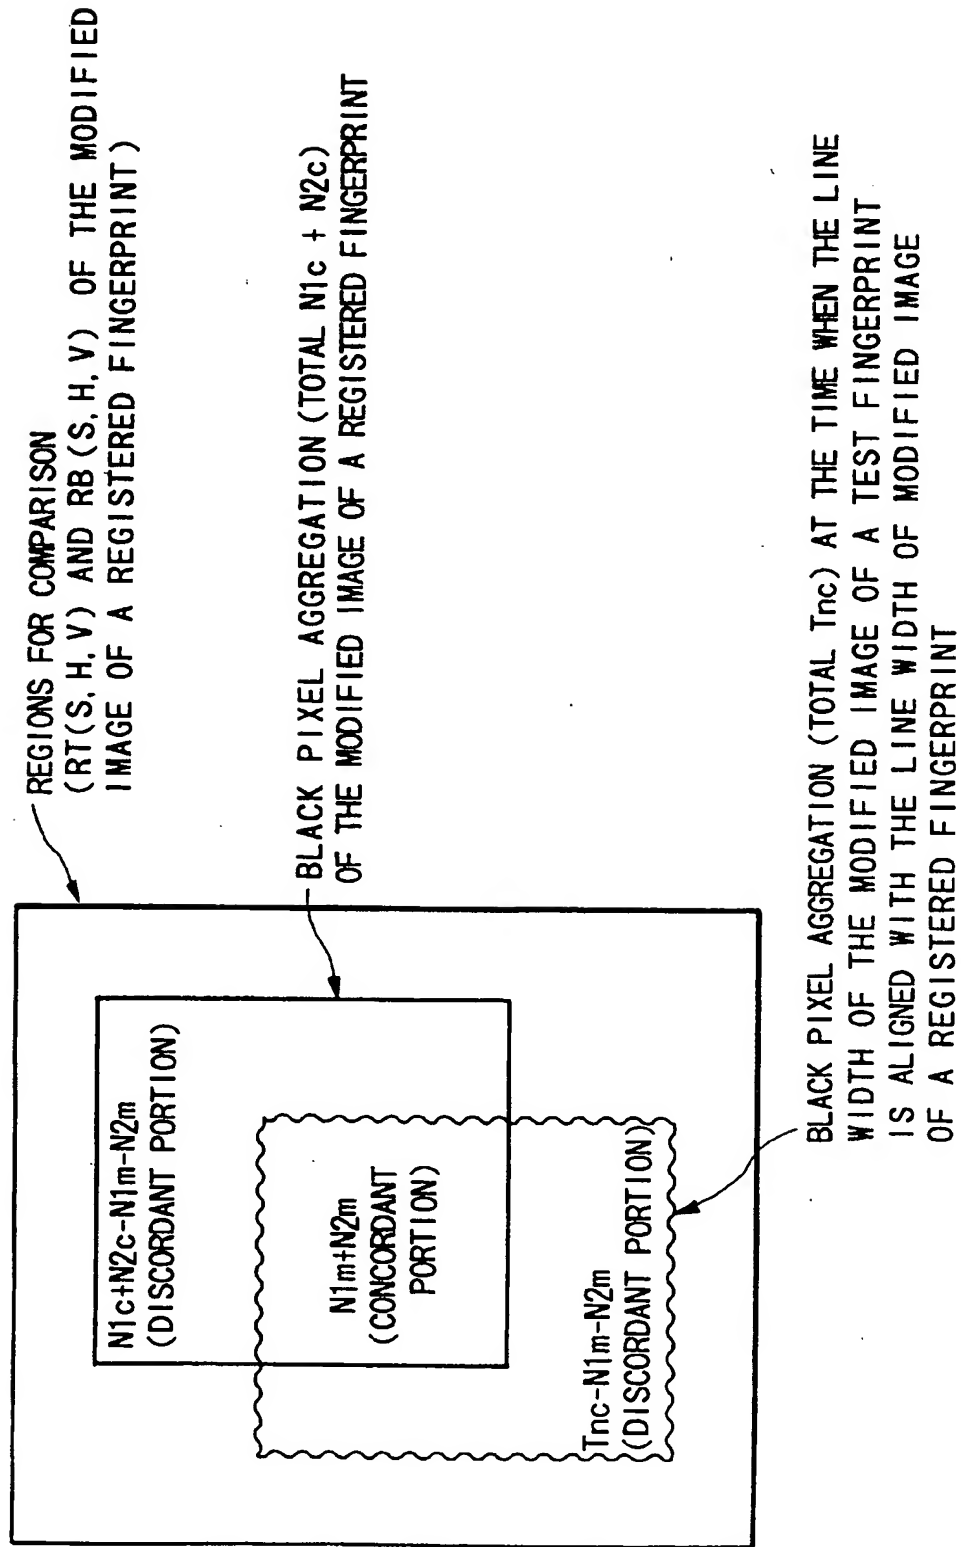 REGIONS FOR COMPARISON
(RT(S, H, V) AND RB (S, H, V) OF THE MODIFIED
IMAGE OF A REGISTERED FINGERPRINT)
BLACK PIXEL AGGREGATION (TOTAL N1c + N2c)
OF THE MODIFIED IMAGE OF A REGISTERED FINGERPRINT
N1c+N2c-N1m-N2m
(DISCORDANT PORTION)
N1m+N2m
(CONCORDANT
PORTION)
Tnc-N1m-N2m
(DISCORDANT PORTION)
BLACK PIXEL AGGREGATION (TOTAL Tnc) AT THE TIME WHEN THE LINE
WIDTH OF THE MODIFIED IMAGE OF A TEST FINGERPRINT
IS ALIGNED WITH THE LINE WIDTH OF MODIFIED IMAGE
OF A REGISTERED FINGERPRINT